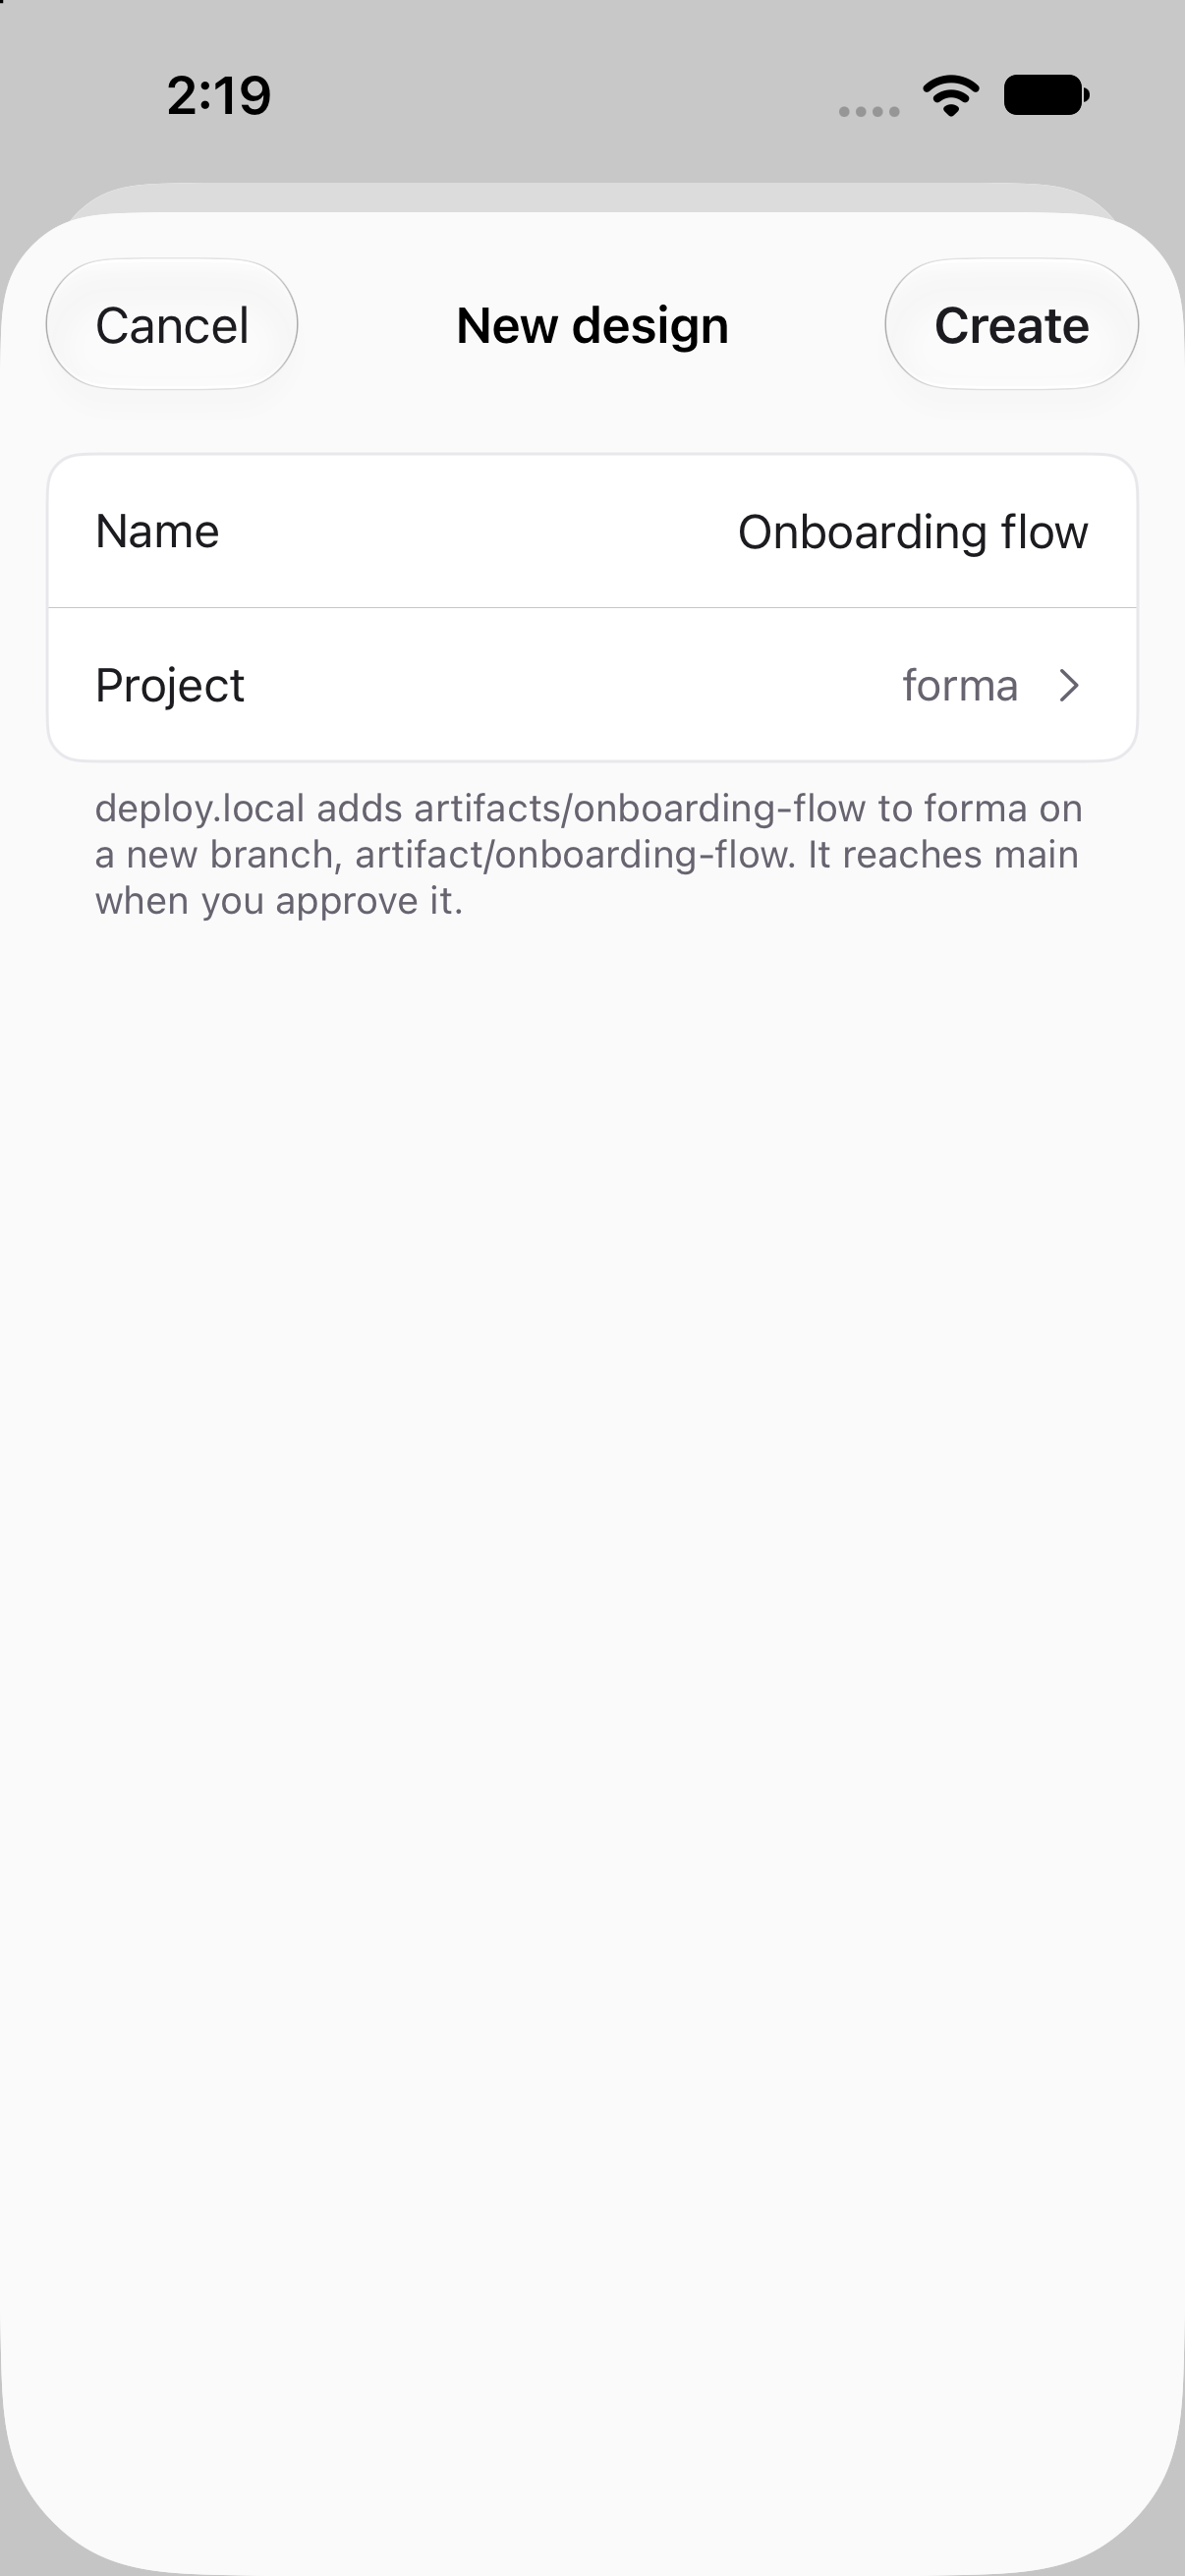 2:19
Cancel
New design
Create
Name
Onboarding flow
Project
forma
deploy.local adds artifacts/onboarding-flow to forma on
a new branch, artifact/onboarding-flow. It reaches main
when you approve it.